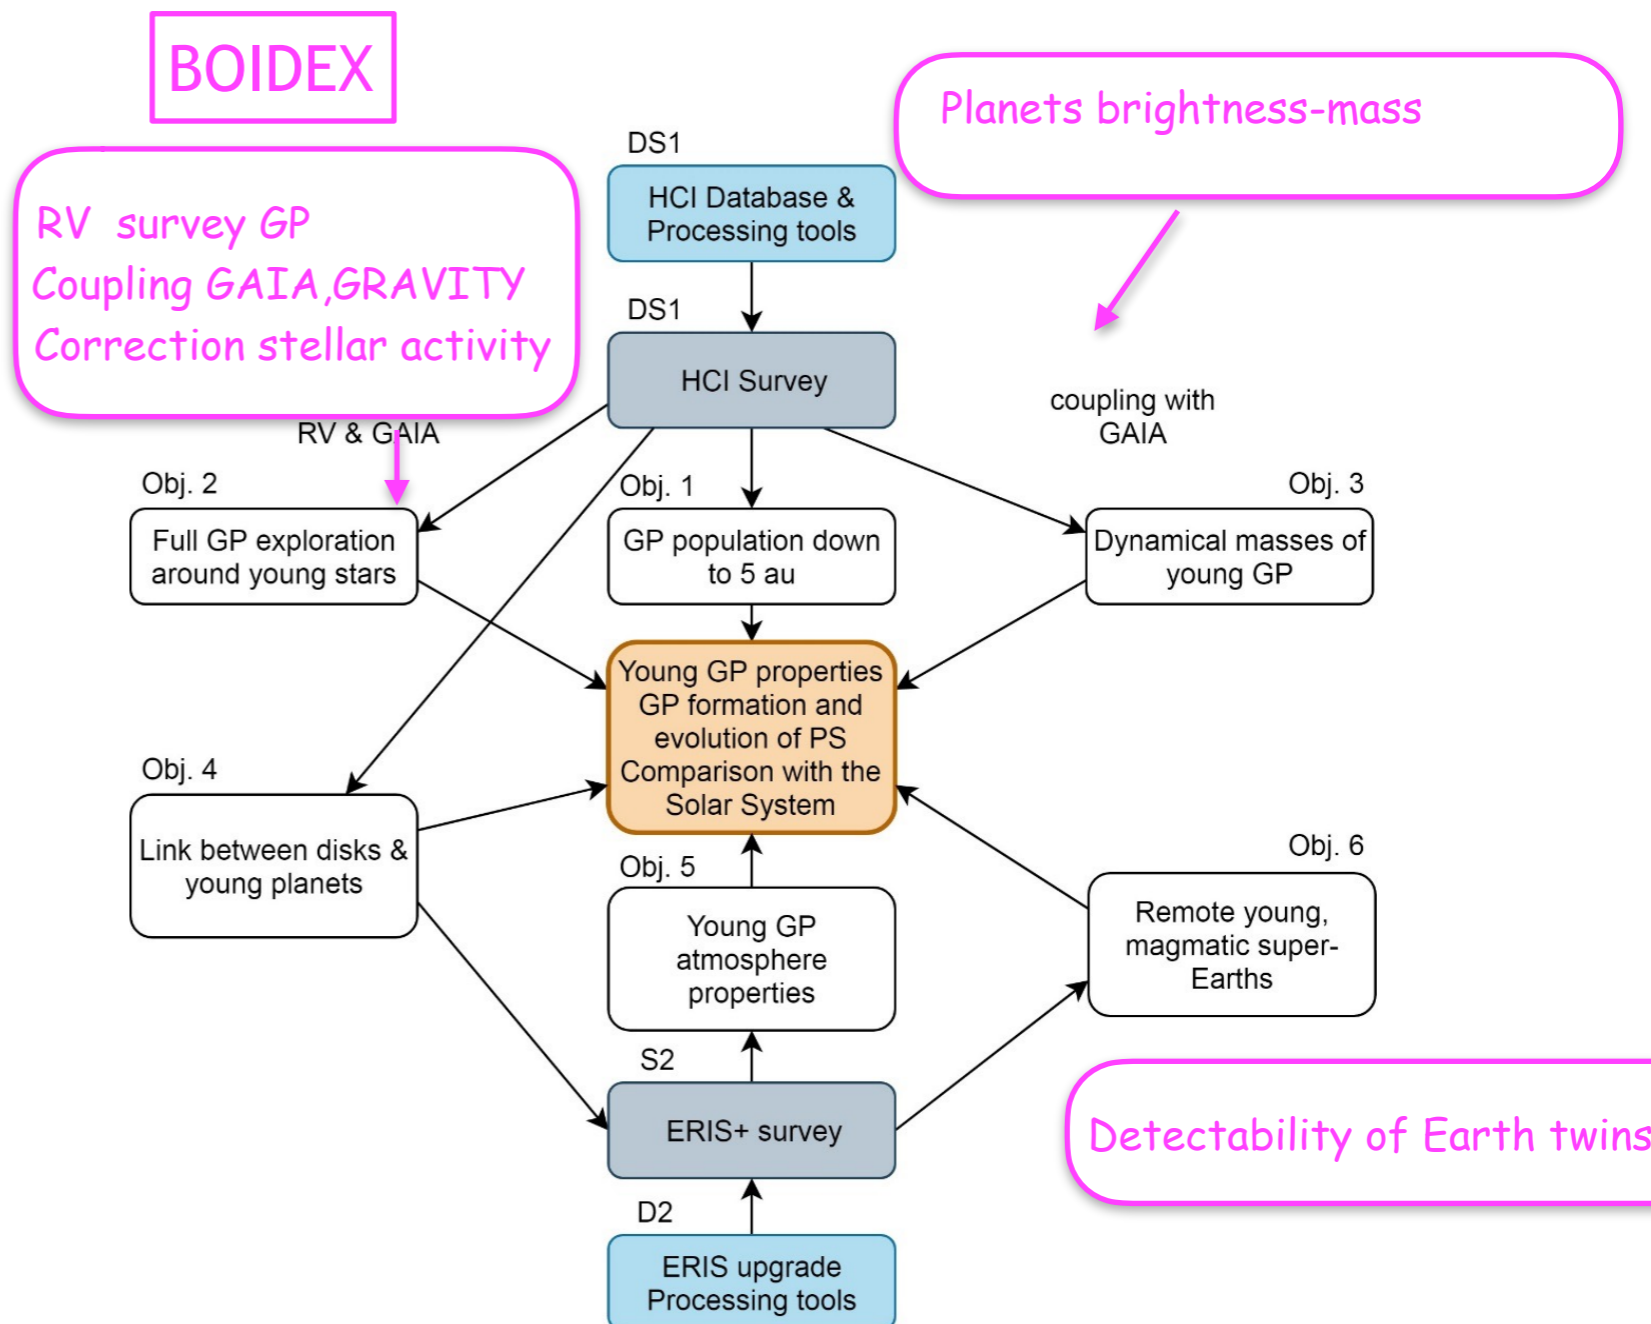 BOIDEX
Planets brightness-mass
RV survey GP
Coupling GAIA,GRAVITY
Correction stellar activity
DS1
HCI Database &
Processing tools
DS1
HCI Survey
RV & GAIA
coupling with
GAIA
Obj. 2
Full GP exploration
around young stars
Obj. 1
GP population down
to 5 au
Obj. 3
Dynamical masses of
young GP
Young GP properties
GP formation and
evolution of PS
Comparison with the
Solar System
Obj. 4
Link between disks &
young planets
Obj. 5
Young GP
atmosphere
properties
Obj. 6
Remote young,
magmatic super-
Earths
S2
ERIS+ survey
Detectability of Earth twins
D2
ERIS upgrade
Processing tools